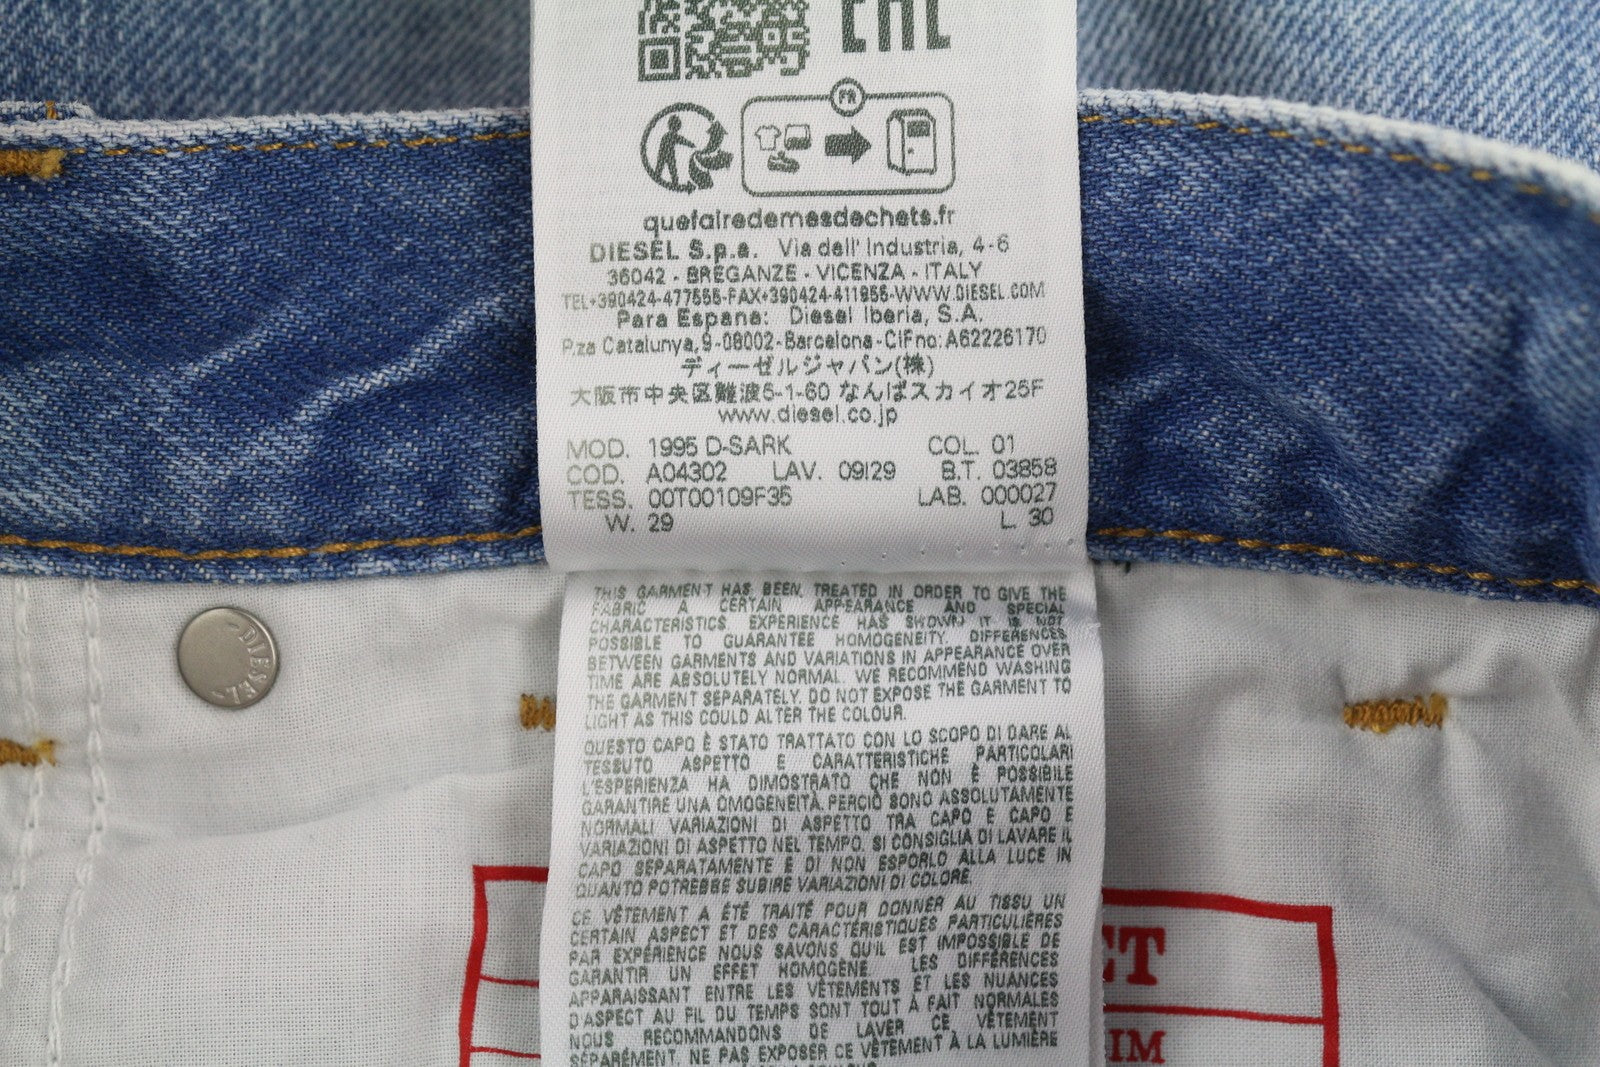 EAC
FR
quefairedemesdechets.fr
DIESEL S.p.a. Via dell' Industria, 4-6
36042 - BREGANZE - VICENZA - ITALY
TEL+390424-477555-FAX+390424-411955-WWW.DIESEL.COM
Para Espana: Diesel Iberia, S.A.
P.za Catalunya,9-08002-Barcelona-CIFno:A62226170
ディーゼルジャパン(株)
大阪市中央区難波5-1-60 なんばスカイオ25F
www.diesel.co.jp
MOD. 1995 D-SARK COL. 01
COD. A04302 LAV. 09I29 B.T. 03858
TESS. 00T00109F35 LAB. 000027
W. 29 L. 30
THIS GARMENT HAS BEEN TREATED IN ORDER TO GIVE THE
FABRIC A CERTAIN APPEARANCE AND SPECIAL
CHARACTERISTICS. EXPERIENCE HAS SHOWN IT IS NOT
POSSIBLE TO GUARANTEE HOMOGENEITY. DIFFERENCES
BETWEEN GARMENTS AND VARIATIONS IN APPEARANCE OVER
TIME ARE ABSOLUTELY NORMAL. WE RECOMMEND WASHING
THE GARMENT SEPARATELY. DO NOT EXPOSE THE GARMENT TO
LIGHT AS THIS COULD ALTER THE COLOUR.
QUESTO CAPO È STATO TRATTATO CON LO SCOPO DI DARE AL
TESSUTO ASPETTO E CARATTERISTICHE PARTICOLARI
L'ESPERIENZA HA DIMOSTRATO CHE NON È POSSIBILE
GARANTIRE UNA OMOGENEITÀ. PERCIÒ SONO ASSOLUTAMENTE
NORMALI VARIAZIONI DI ASPETTO TRA CAPO E CAPO E
VARIAZIONI DI ASPETTO NEL TEMPO. SI CONSIGLIA DI LAVARE IL
CAPO SEPARATAMENTE E DI NON ESPORLO ALLA LUCE IN
QUANTO POTREBBE SUBIRE VARIAZIONI DI COLORE.
CE VÊTEMENT A ÉTÉ TRAITÉ POUR DONNER AU TISSU UN
CERTAIN ASPECT ET DES CARACTÉRISTIQUES PARTICULIÈRES
PAR EXPÉRIENCE NOUS SAVONS QU'IL EST IMPOSSIBLE DE
GARANTIR UN EFFET HOMOGÈNE. LES DIFFÉRENCES
APPARAISSANT ENTRE LES VÊTEMENTS ET LES NUANCES
D'ASPECT AU FIL DU TEMPS SONT TOUT À FAIT NORMALES
NOUS RECOMMANDONS DE LAVER CE VÊTEMENT
SÉPARÉMENT. NE PAS EXPOSER CE VÊTEMENT À LA LUMIÈRE
DIESEL
ET
IM